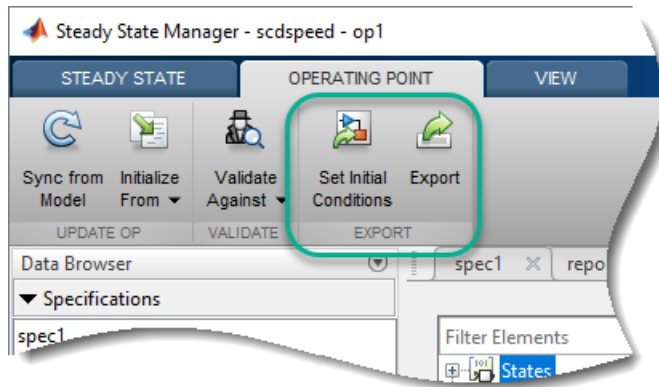 Steady State Manager - scdspeed - op1
STEADY STATE OPERATING POINT VIEW
Sync from Initialize Validate Set Initial Export
Model From Against Conditions
UPDATE OP VALIDATE EXPORT
Data Browser spec1 repo
Specifications
spec1
Filter Elements
States